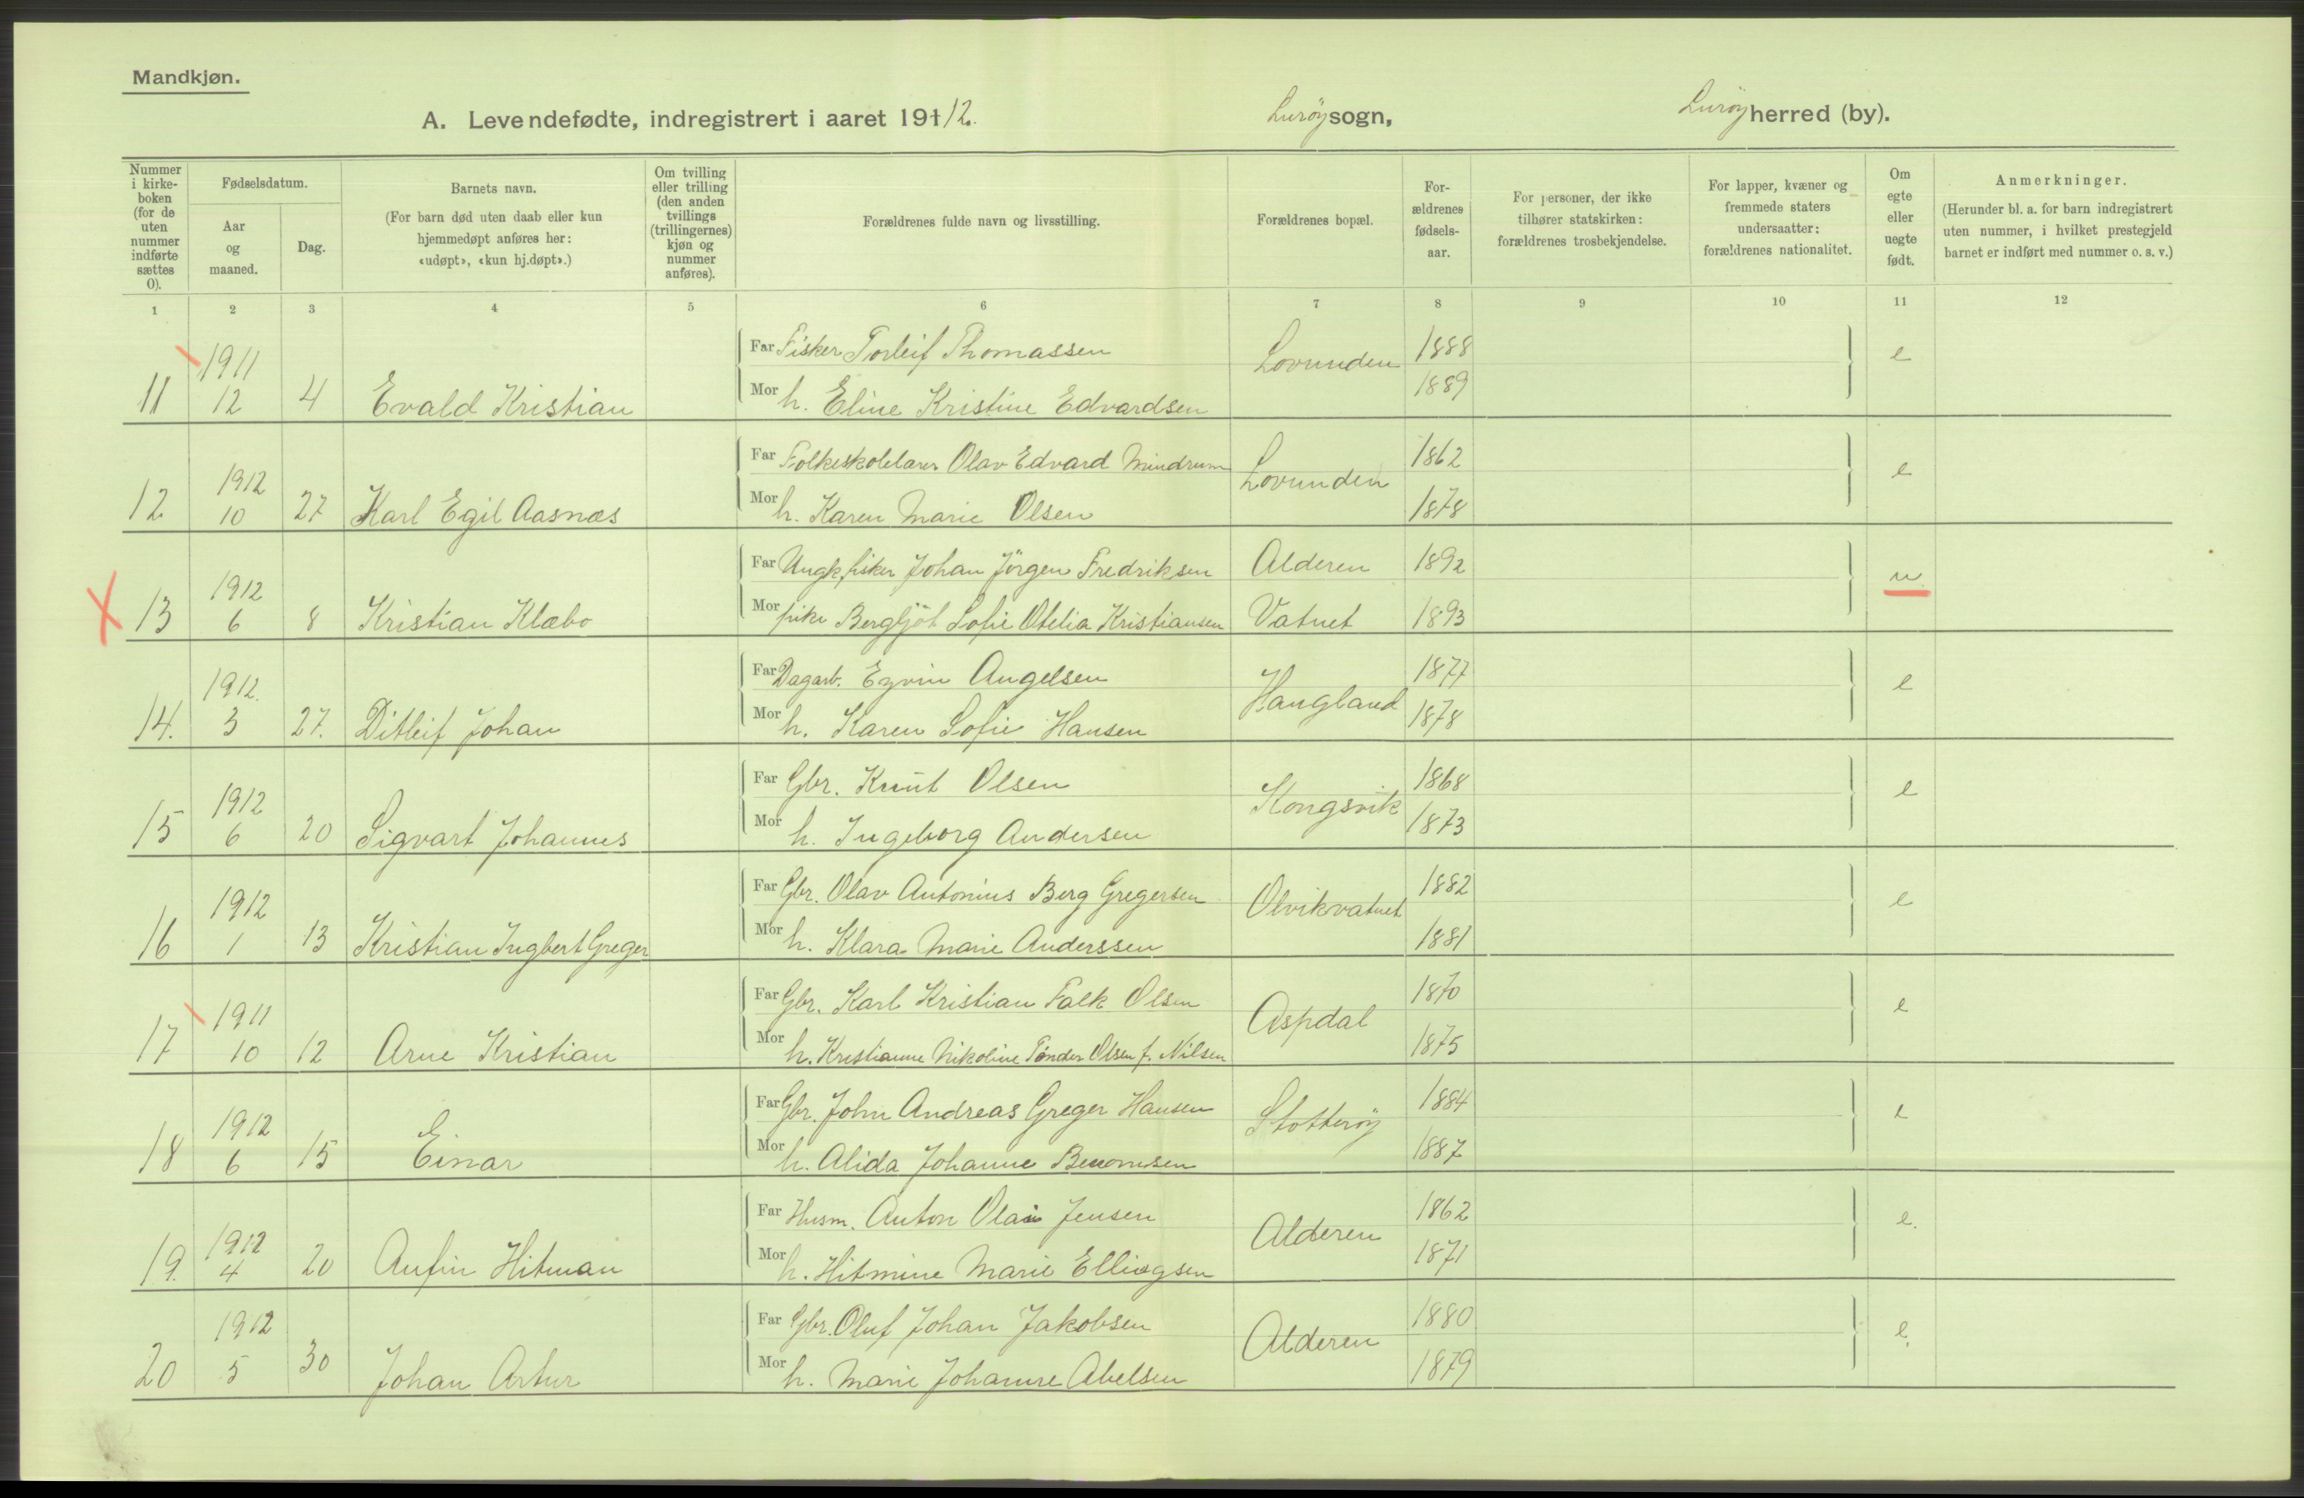 Mandkjøn.
A. Levendefødte, indregistrert i aaret 1912. Lurøy sogn, Lurøy herred (by).
Nummer i kirke-boken (for de uten nummer indførte sættes 0).
Fødselsdatum.
Aar og maaned.
Dag.
Barnets navn.
(For barn død uten daab eller kun hjemmedøpt anføres her: «udøpt», «kun hj.døpt».)
Om tvilling eller trilling (den anden tvillings (trillingernes) kjøn og nummer anføres).
Forældrenes fulde navn og livsstilling.
Forældrenes bopæl.
For-ældrenes fødsels-aar.
For personer, der ikke tilhører statskirken: forældrenes trosbekjendelse.
For lapper, kvæner og fremmede staters undersaatter: forældrenes nationalitet.
Om egte eller uegte født.
Anmerkninger.
(Herunder bl. a. for barn indregistrert uten nummer, i hvilket prestegjeld barnet er indført med nummer o. s. v.)
1 2 3 4 5 6 7 8 9 10 11 12
11 1911 12 4 Evald Kristian Far Fisker Torleif Thomassen Lovunden 1888 e
Mor h. Eline Kristine Edvardsen 1889
12 1912 10 27 Karl Egil Aasnæs Far Folkeskolelærer Olav Edvard Mindrum Lovunden 1862 e
Mor h. Karen Marie Olsen 1878
X 13 1912 6 8 Kristian Klæbo Far Ungk. fisker Johan Jörgen Fredriksen Alderen 1892 u
Mor pike Bergljöt Sofie Otelia Kristiansen Vatnet 1893
14. 1912. 3 27. Ditleif Johan Far Dagarb. Ezvin Angelsen Haugland 1877 e
Mor h. Karen Sofie Hansen 1878
15 1912 6 20 Sigvart Johannes Far Gbr. Knut Olsen Kongsvik 1868 e
Mor h. Ingeborg Andersen 1873
16 1912 1 13 Kristian Ingbert Greger Far Gbr. Olav Antonius Berg Gregersen Olvikvatnet 1882 e
Mor h. Klara Marie Anderssen 1881
17 1911 10 12 Arne Kristian Far Gbr. Karl Kristian Falk Olsen Aspdal 1870 e
Mor h. Kristianne Nikoline Tönder Olsen f. Nilsen 1875
18 1912 6 15 Einar Far Gbr. John Andreas Greger Hansen Stotteröy 1884 e
Mor h. Alida Johanne 1887
19. 1912 4 20 Anfin Hitman Far Husm. Anton Olai Jensen Alderen 1862 e.
Mor h. Hitmine Marie Ellingsen 1871
20 1912 5 30 Johan Artur Far Gbr. Oluf Johan Jakobsen Alderen 1880 e.
Mor h. Marie Johanne Abelsen 1879